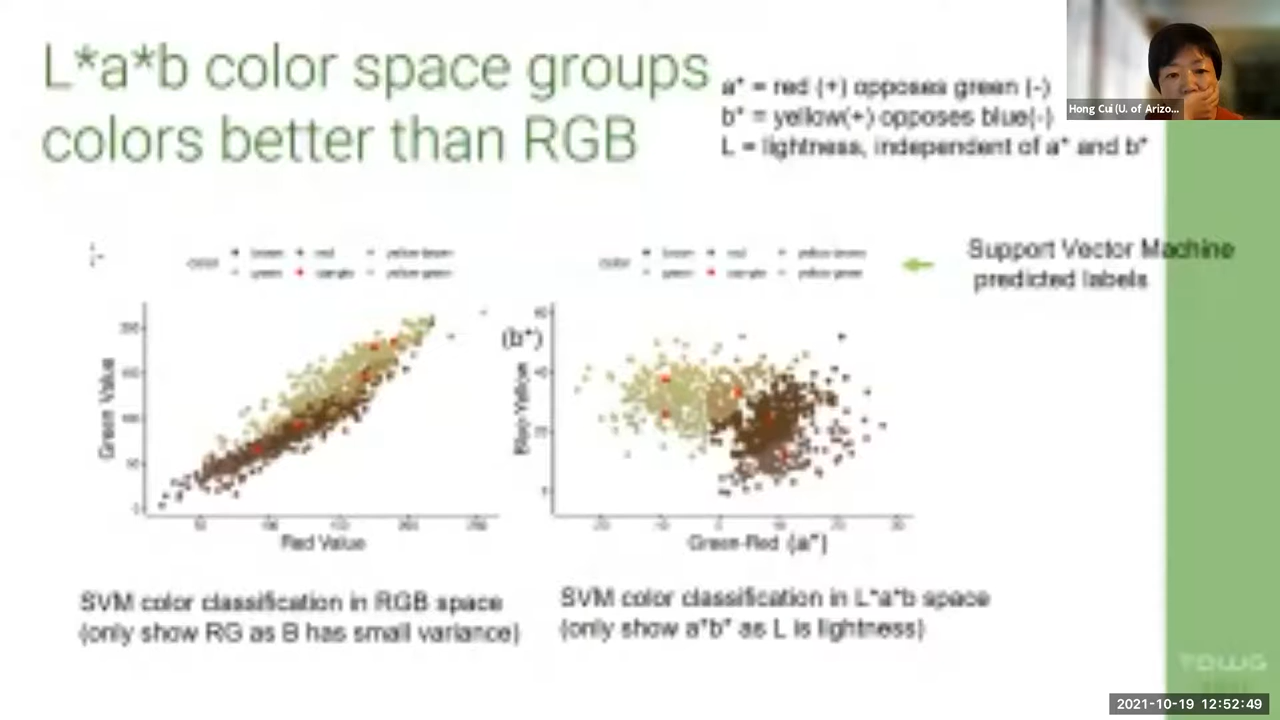 L*a*b color space groups
colors better than RGB
a* = red (+) opposes green (-)
b* = yellow(+) opposes blue(-)
L = lightness, independent of a* and b*
Hong Cui (U. of Arizo...
color
brown red yellow-brown
green sample yellow-green
color
brown red yellow-brown
green sample yellow-green
Support Vector Machine
predicted labels
Green Value
Red Value
(b*)
Blue-Yellow
Green-Red (a*)
SVM color classification in RGB space
(only show RG as B has small variance)
SVM color classification in L*a*b space
(only show a*b* as L is lightness)
TDWG
2021-10-19 12:52:49